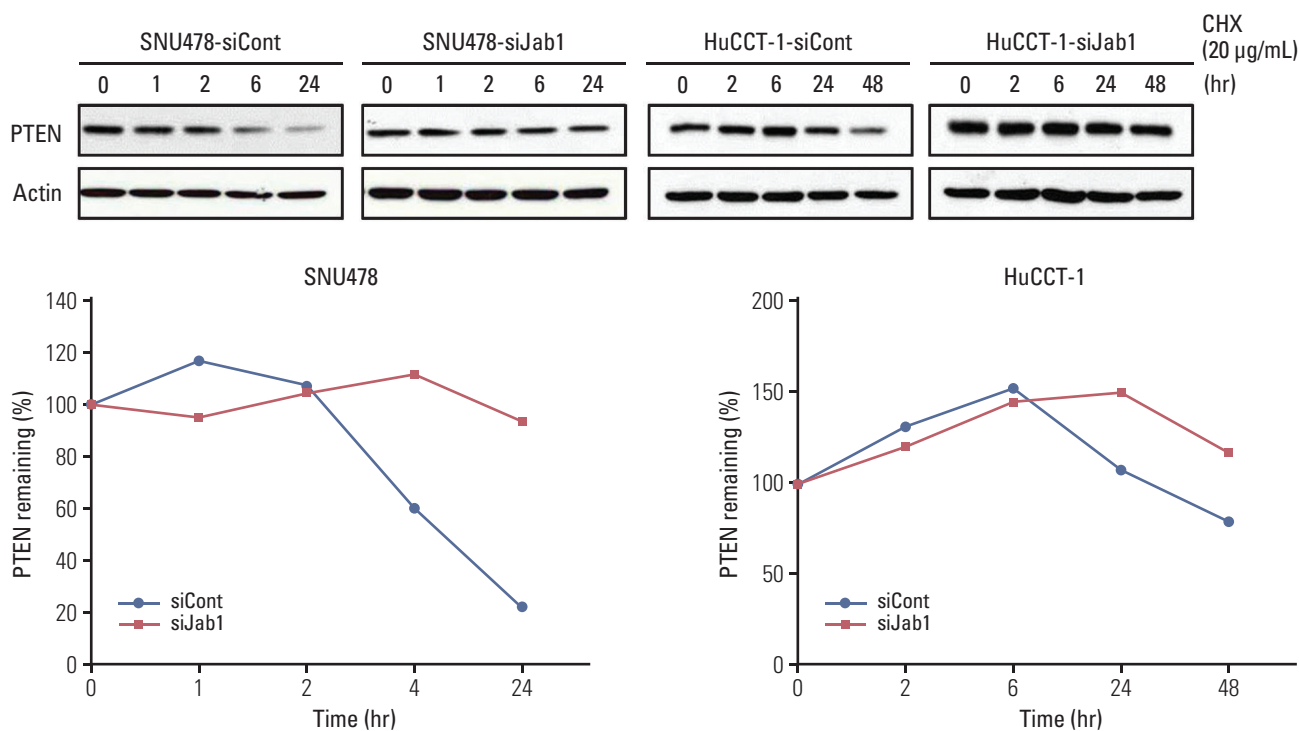 SNU478-siCont SNU478-siJab1 HuCCT-1-siCont HuCCT-1-siJab1 CHX
(20 µg/mL)
0 1 2 6 24 0 1 2 6 24 0 2 6 24 48 0 2 6 24 48 (hr)
PTEN
Actin
SNU478
140
120
100
80
60
40
20
0
PTEN remaining (%)
siCont
siJab1
0 1 2 4 24
Time (hr)
HuCCT-1
200
150
100
50
0
PTEN remaining (%)
siCont
siJab1
0 2 6 24 48
Time (hr)